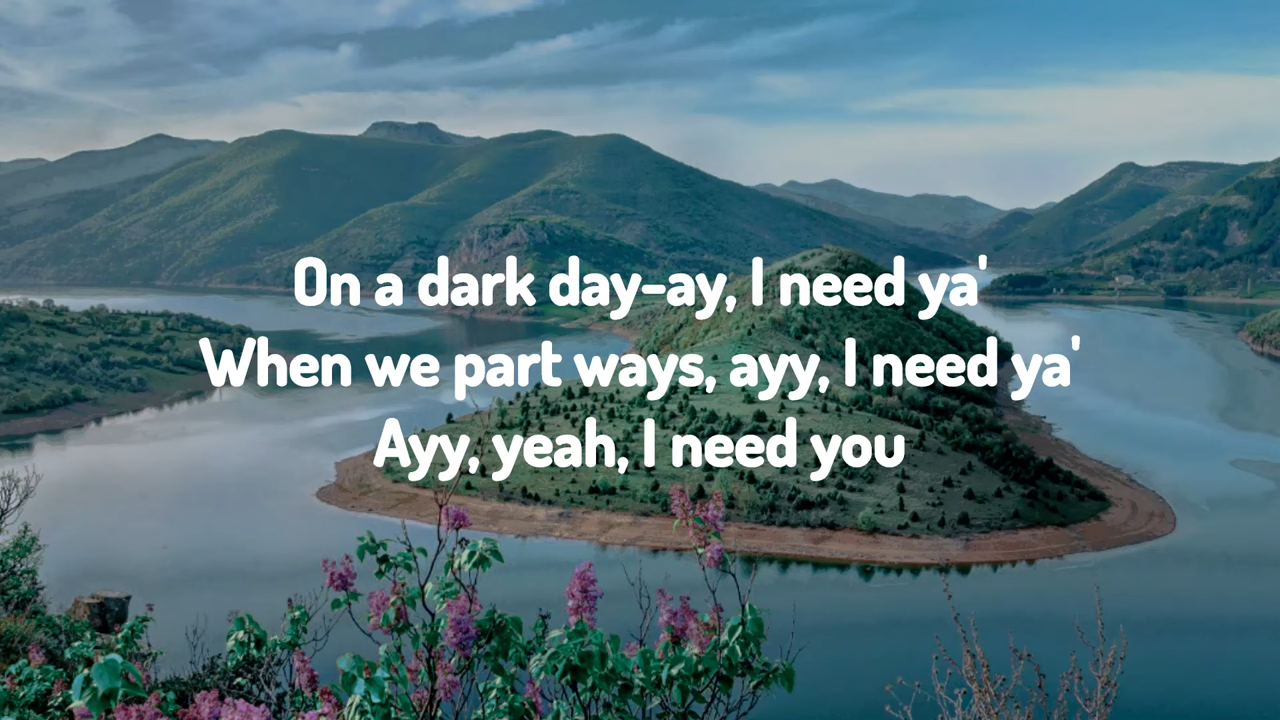 On a dark day-ay, I need ya'
When we part ways, ayy, I need ya'
Ayy, yeah, I need you